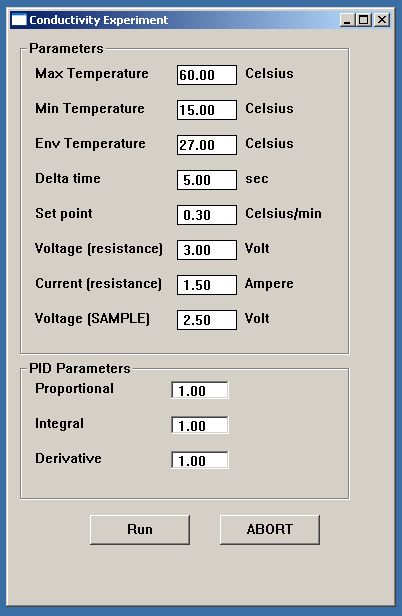 Conductivity Experiment
Parameters
Max Temperature 60.00 Celsius
Min Temperature 15.00 Celsius
Env Temperature 27.00 Celsius
Delta time 5.00 sec
Set point 0.30 Celsius/min
Voltage (resistance) 3.00 Volt
Current (resistance) 1.50 Ampere
Voltage (SAMPLE) 2.50 Volt
PID Parameters
Proportional 1.00
Integral 1.00
Derivative 1.00
Run ABORT